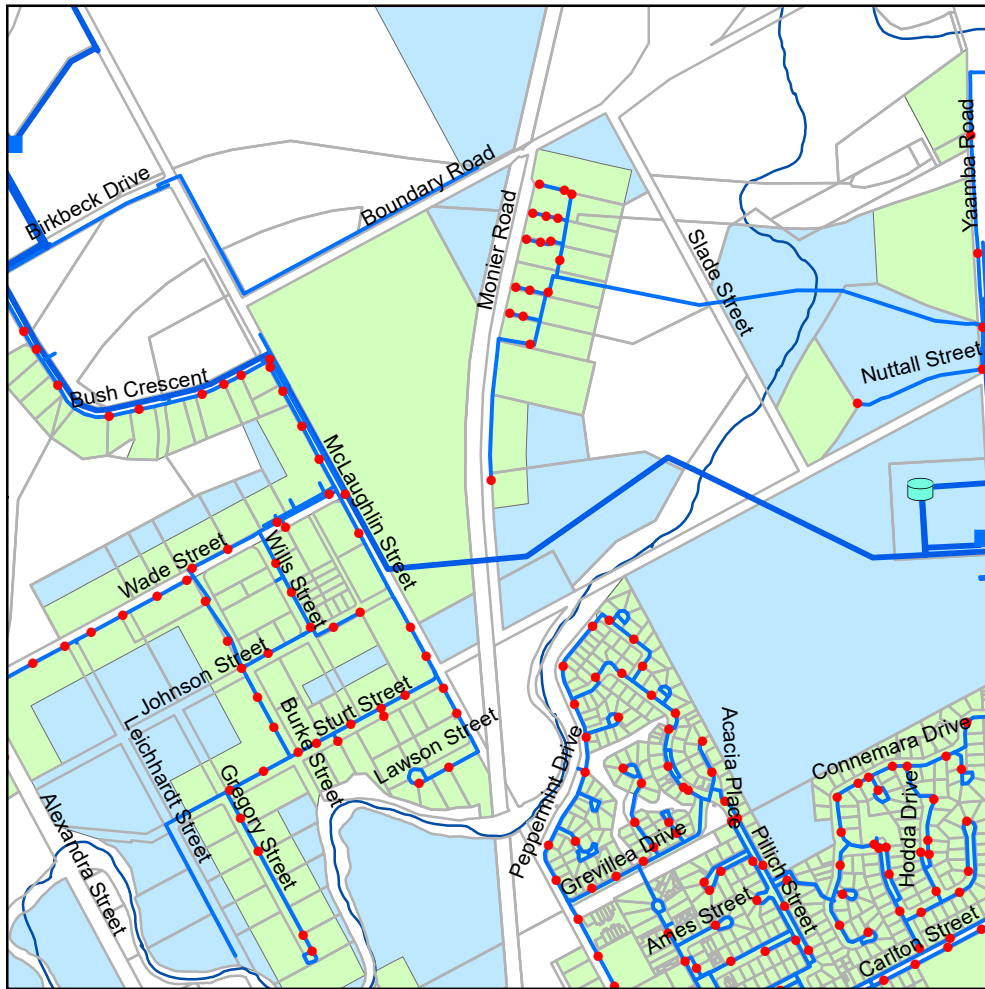 Birkbeck Drive
Boundary Road
Yaamba Road
Monier Road
Slade Street
Nuttall Street
Bush Crescent
McLaughlin Street
Wade Street
Wills Street
Johnson Street
Sturt Street
Burke Street
Lawson Street
Leichhardt Street
Gregory Street
Alexandra Street
Peppermint Drive
Acacia Place
Connemara Drive
Hodda Drive
Grevillea Drive
Pillich Street
Ames Street
Carlton Street